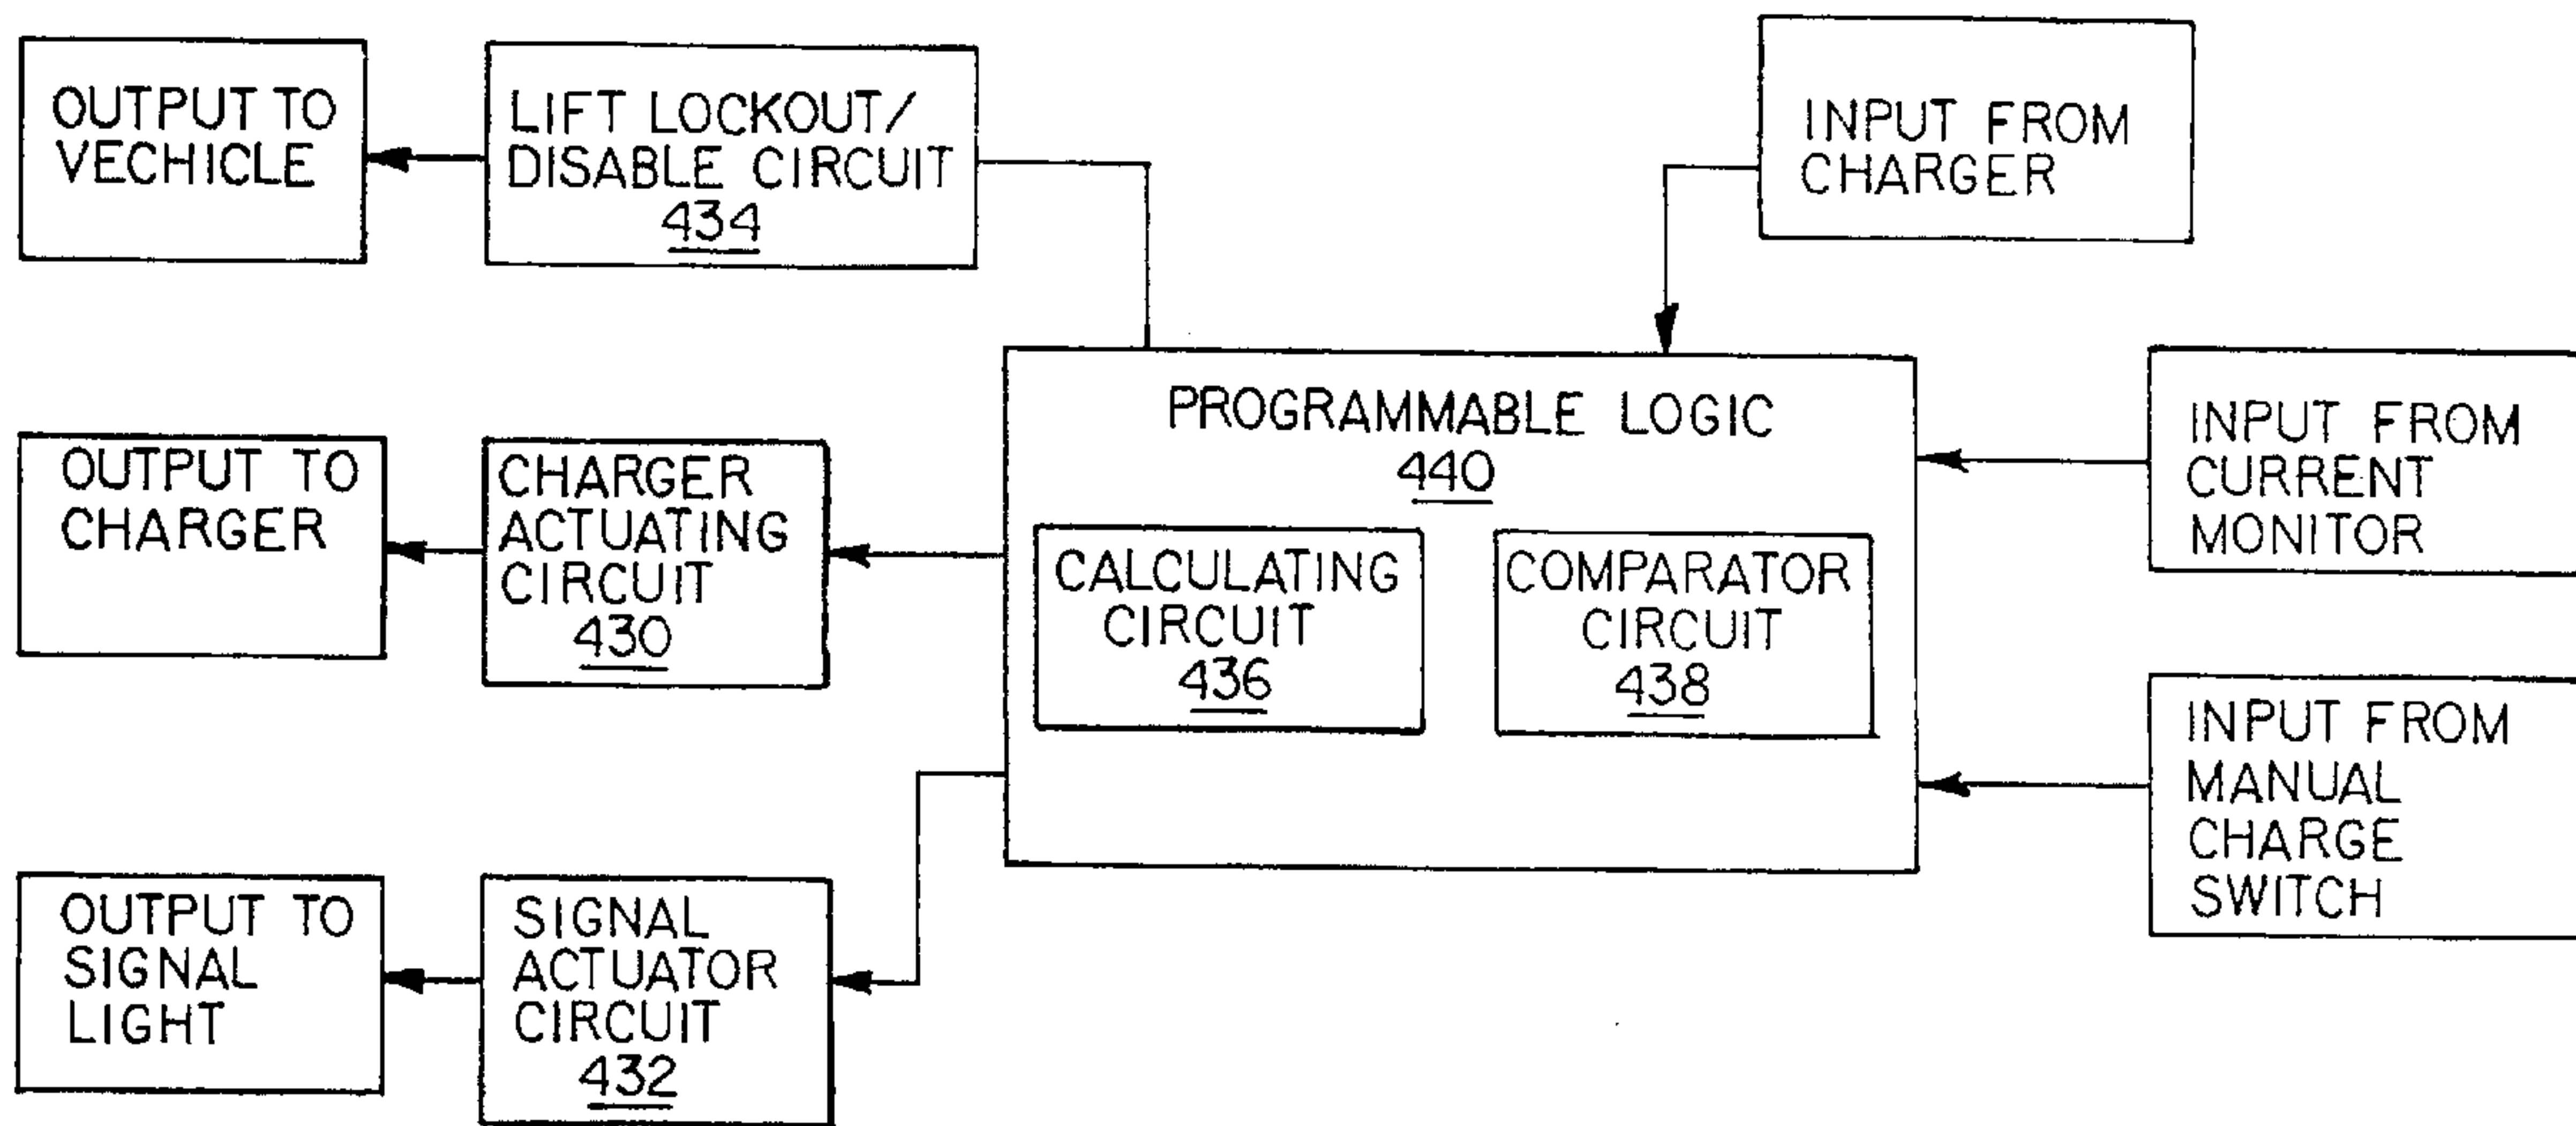 OUTPUT TO
VECHICLE
LIFT LOCKOUT/
DISABLE CIRCUIT
434
INPUT FROM
CHARGER
OUTPUT TO
CHARGER
CHARGER
ACTUATING
CIRCUIT
430
PROGRAMMABLE LOGIC
440
CALCULATING
CIRCUIT
436
COMPARATOR
CIRCUIT
438
INPUT FROM
CURRENT
MONITOR
INPUT FROM
MANUAL
CHARGE
SWITCH
OUTPUT TO
SIGNAL
LIGHT
SIGNAL
ACTUATOR
CIRCUIT
432